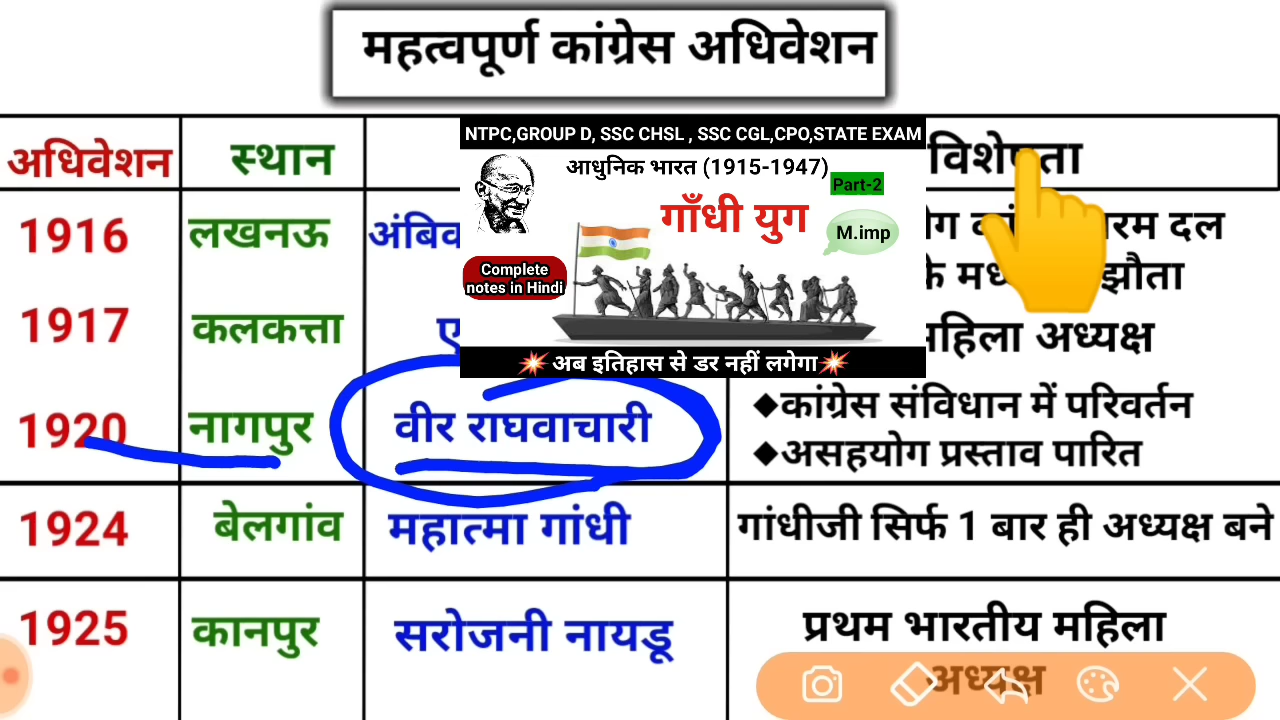 महत्वपूर्ण कांग्रेस अधिवेशन
अधिवेशन स्थान
NTPC,GROUP D, SSC CHSL , SSC CGL,CPO,STATE EXAM
आधुनिक भारत (1915-1947)
Part-2
गाँधी युग
M.imp
Complete
notes in Hindi
💥 अब इतिहास से डर नहीं लगेगा💥
1916 लखनऊ
दल
1917 कलकत्ता
अध्यक्ष
1920 नागपुर वीर राघवाचारी
◆कांग्रेस संविधान में परिवर्तन
◆असहयोग प्रस्ताव पारित
1924 बेलगांव महात्मा गांधी गांधीजी सिर्फ 1 बार ही अध्यक्ष बने
1925 कानपुर सरोजनी नायडू प्रथम भारतीय महिला
अध्यक्ष